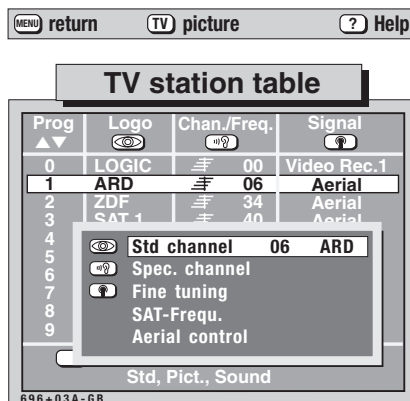 MENU return TV picture ? Help
TV station table
Prog Logo Chan./Freq. Signal
0 LOGIC 00 Video Rec.1
1 ARD 06 Aerial
2 ZDF 34 Aerial
3 SAT 1 40 Aerial
4
5
6
7
8
9
Std channel 06 ARD
Spec. channel
Fine tuning
SAT-Frequ.
Aerial control
Std, Pict., Sound
696+03A-GB